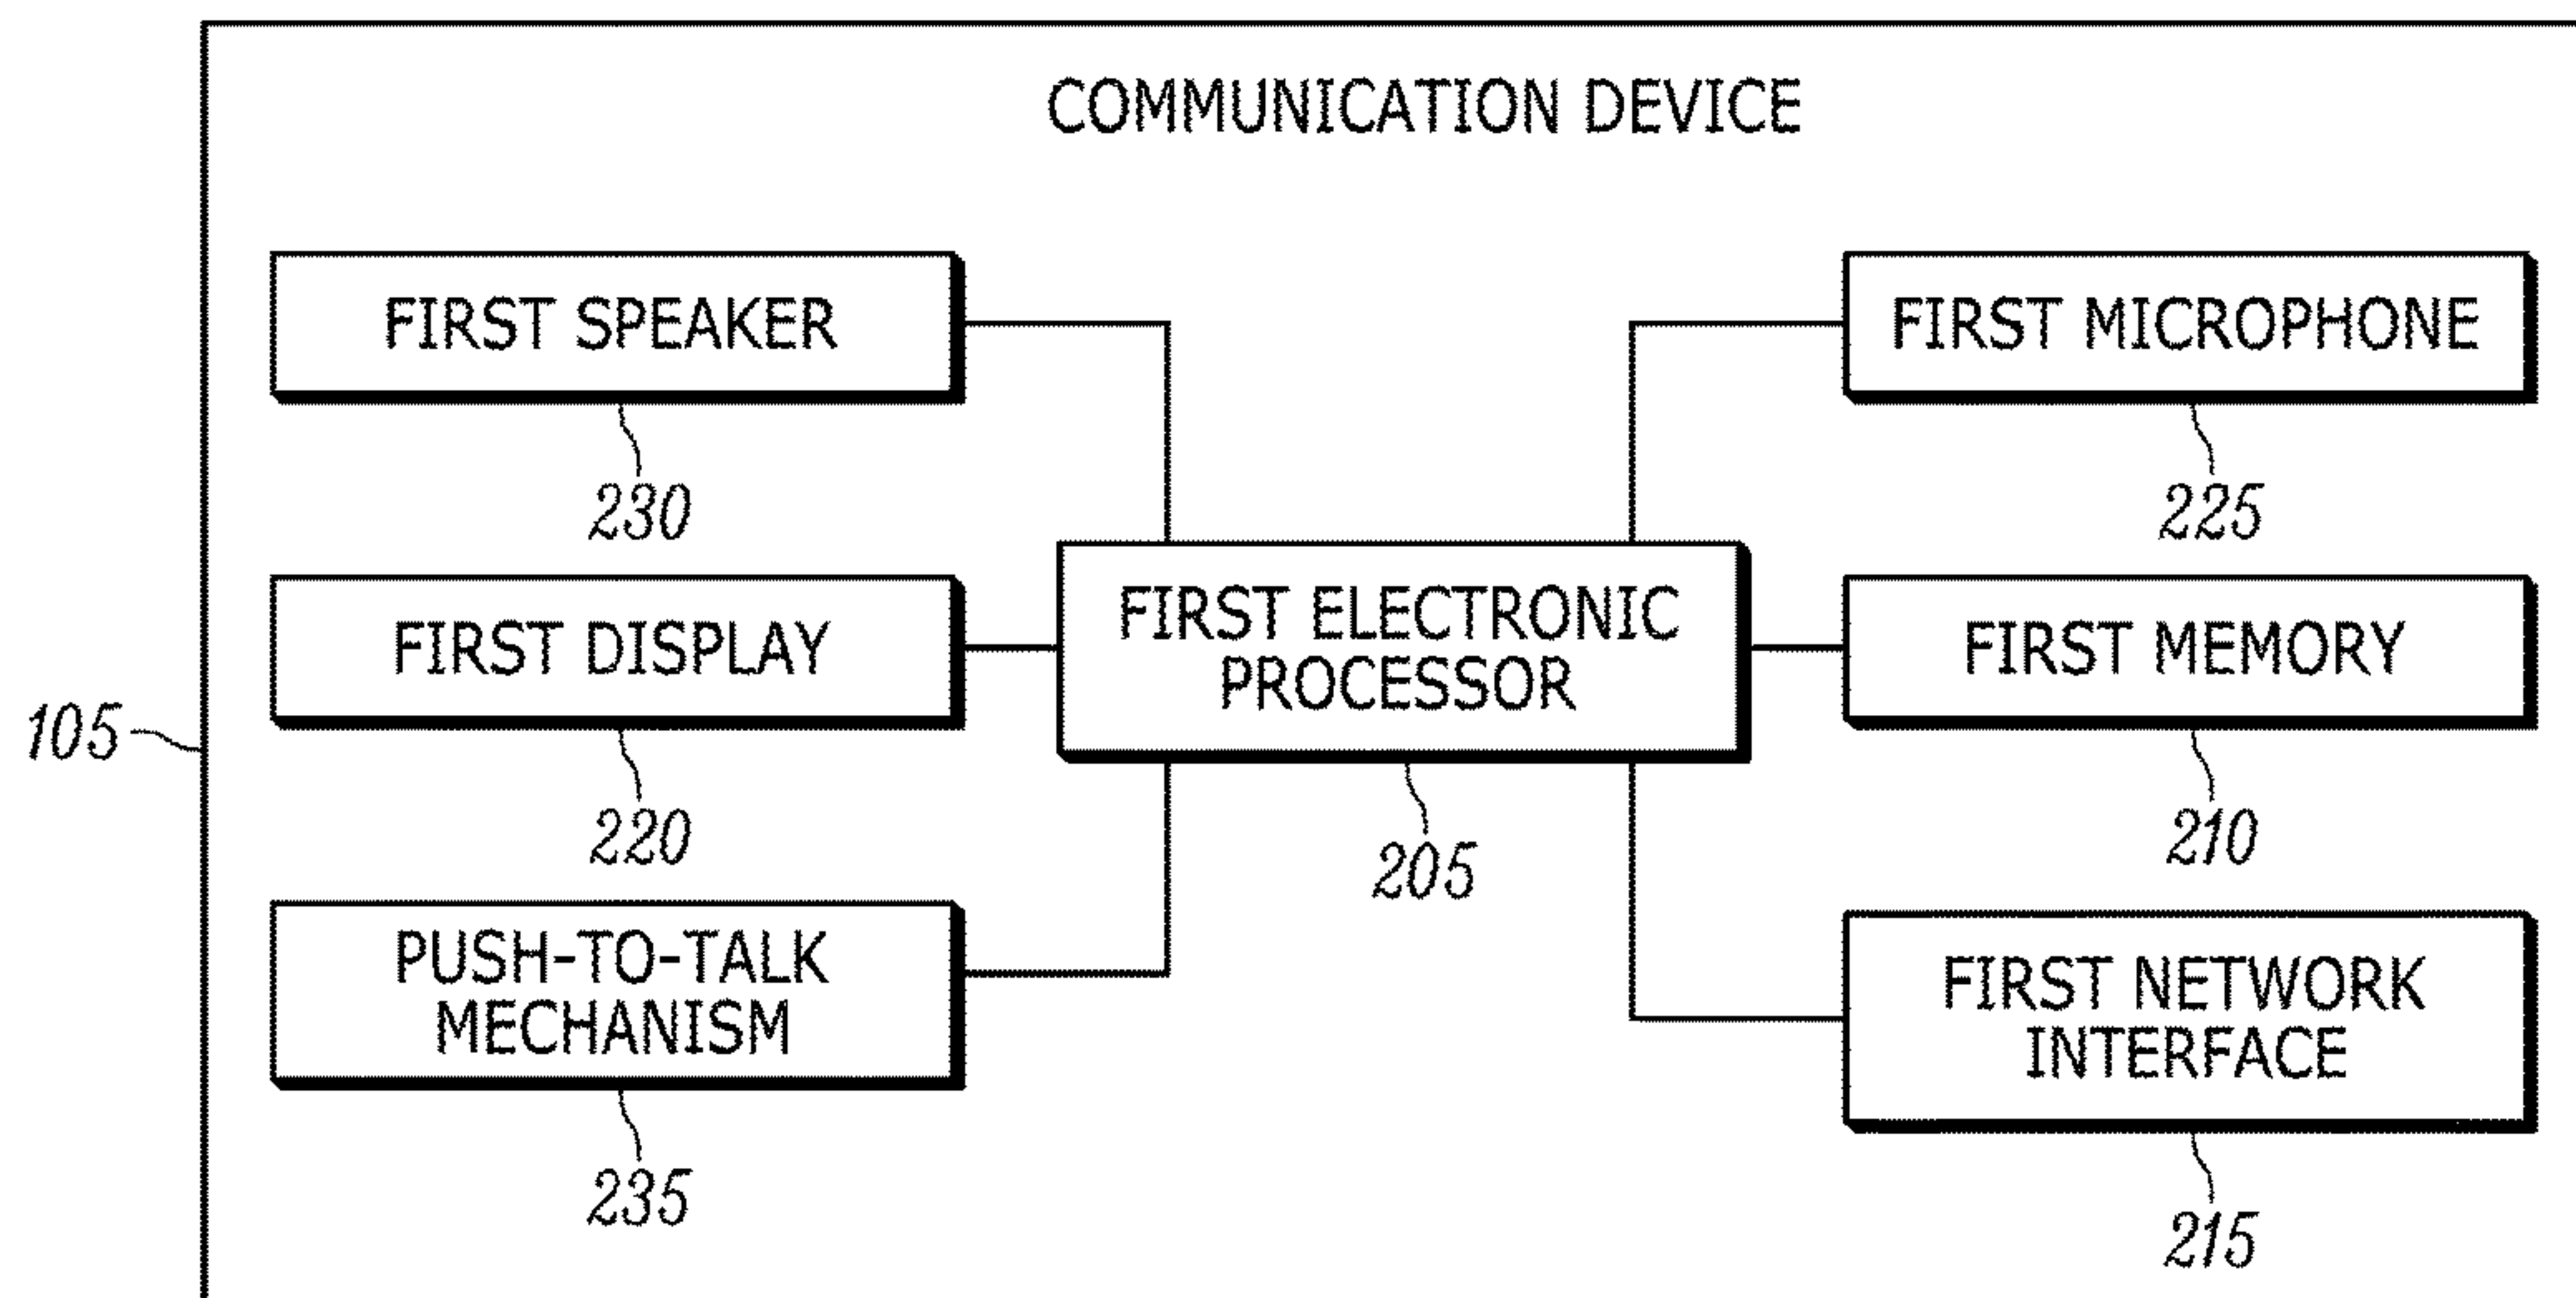 COMMUNICATION DEVICE
FIRST SPEAKER
230
FIRST MICROPHONE
225
FIRST DISPLAY
220
FIRST ELECTRONIC
PROCESSOR
205
FIRST MEMORY
210
105
PUSH-TO-TALK
MECHANISM
235
FIRST NETWORK
INTERFACE
215